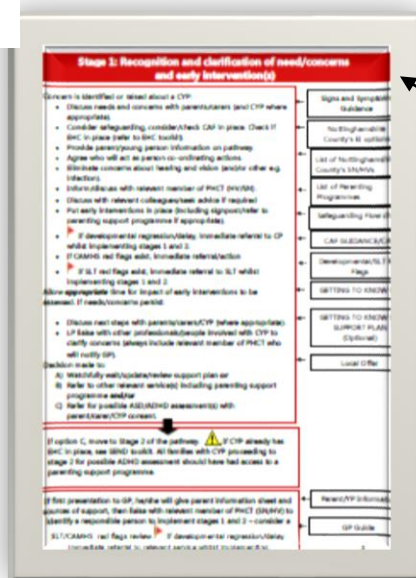 Stage 1: Recognition and clarification of need/concerns
and early intervention(s)
Concern is identified or raised about a CYP:
Discuss needs and concerns with parents/carers (and CYP where
appropriate)
Consider safeguarding, consider/check CAF in place. Check if
EHC in place (refer to EHC toolkit).
Provide parent/young person information on pathway
Agree who will act as person co-ordinating actions
Eliminate concerns about hearing and vision (and/or other e.g.
infection).
Inform/discuss with relevant member of PHCT (HV/SN).
Discuss with relevant colleagues/seek advice if required
Put early interventions in place (including signpost/refer to
parenting support programme if appropriate).
If developmental regression/delay, immediate referral to CP
whilst implementing stages 1 and 2.
If CAMHS red flags exist, immediate referral/action
If SLT red flags exist, immediate referral to SLT whilst
implementing stages 1 and 2.
Allow appropriate time for impact of early interventions to be
assessed. If needs/concerns persist:
Discuss next steps with parents/carers/CYP (where appropriate).
LP liaise with other professionals/people involved with CYP to
clarify concerns (always include relevant member of PHCT who
will notify GP).
Decision made to:
A) Watchfully wait/update/review support plan or
B) Refer to other relevant service(s) including parenting support
programme and/or
C) Refer for possible ASD/ADHD assessment(s) with
parent/carer/CYP consent.
If option C, move to Stage 2 of the pathway. If CYP already has
EHC in place, see SEND toolkit. All families with CYP proceeding to
stage 2 for possible ADHD assessment should have had access to a
parenting support programme.
If first presentation to GP, he/she will give parent information sheet and
sources of support, then liaise with relevant member of PHCT (SN/HV) to
identify a responsible person to implement stages 1 and 2 – consider a
SLT/CAMHS red flags review If developmental regression/delay
immediate referral to relevant service whilst implementing
Signs and Symptoms
Guidance
Nottinghamshire
County's EI options
List of Nottinghamshire
County's SN/HVs
List of Parenting
Programmes
Safeguarding Flow
CAF GUIDANCE/
Developmental/SLT
Flags
GETTING TO KNOW
GETTING TO KNOW
SUPPORT PLAN
(Optional)
Local Offer
Parent/YP
GP Guide